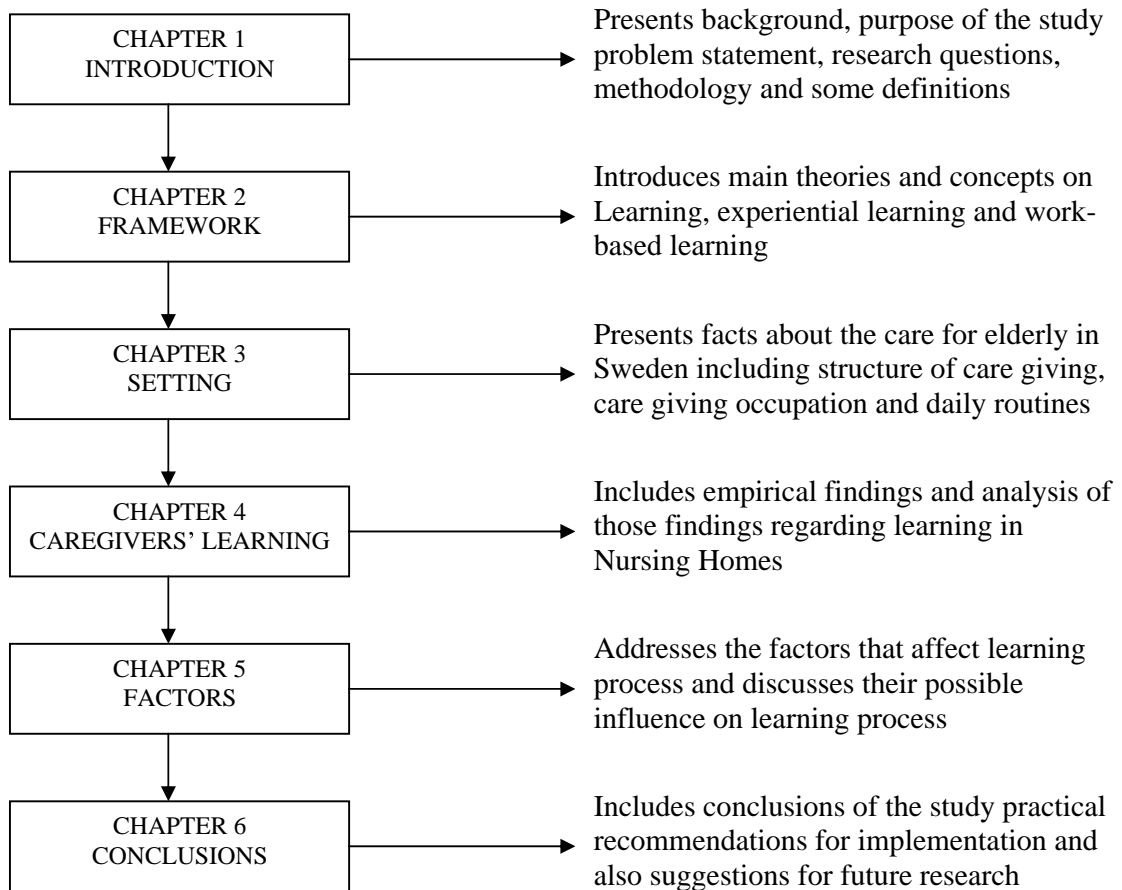 CHAPTER 1
INTRODUCTION
Presents background, purpose of the study
problem statement, research questions,
methodology and some definitions
CHAPTER 2
FRAMEWORK
Introduces main theories and concepts on
Learning, experiential learning and work-
based learning
CHAPTER 3
SETTING
Presents facts about the care for elderly in
Sweden including structure of care giving,
care giving occupation and daily routines
CHAPTER 4
CAREGIVERS’ LEARNING
Includes empirical findings and analysis of
those findings regarding learning in
Nursing Homes
CHAPTER 5
FACTORS
Addresses the factors that affect learning
process and discusses their possible
influence on learning process
CHAPTER 6
CONCLUSIONS
Includes conclusions of the study practical
recommendations for implementation and
also suggestions for future research